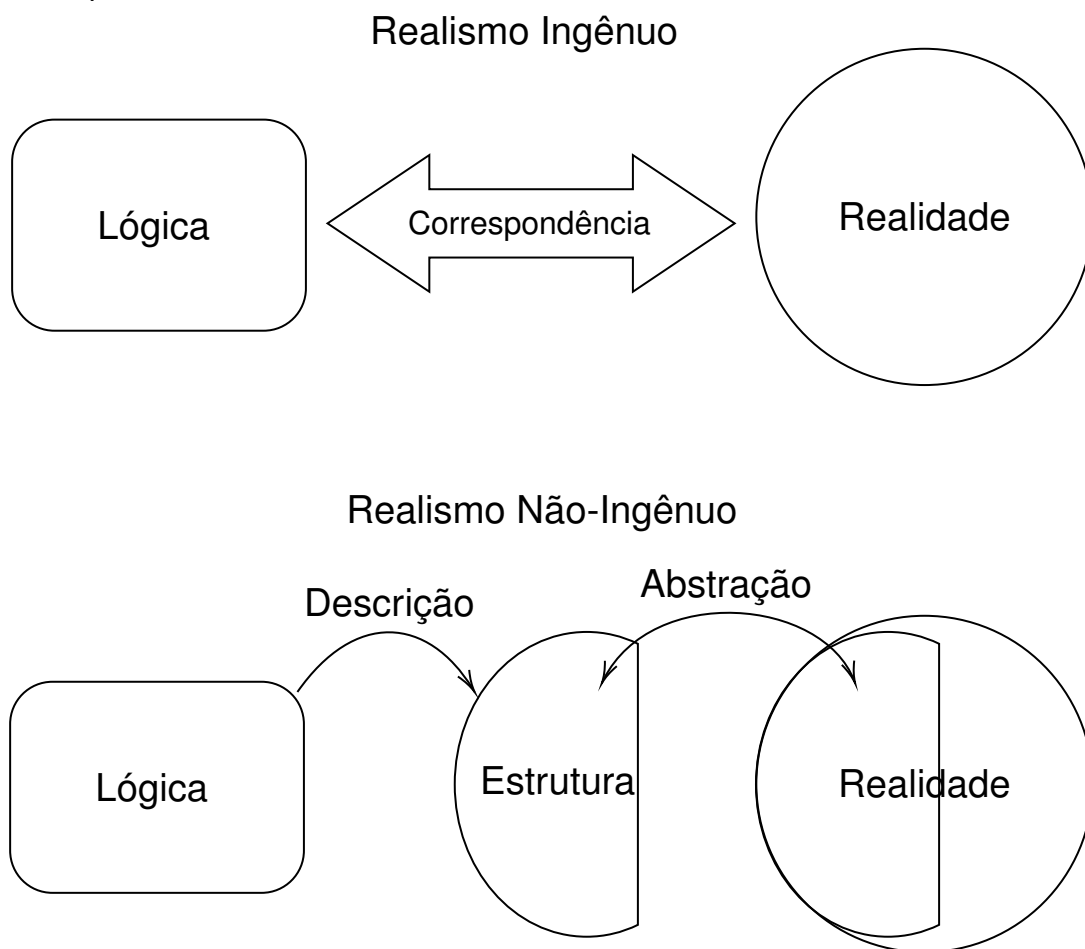 Realismo Ingênuo
Lógica
Correspondência
Realidade
Realismo Não-Ingênuo
Descrição
Abstração
Lógica
Estrutura
Realidade